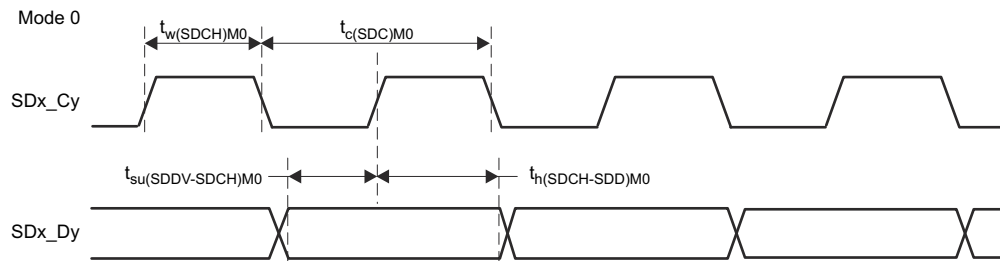 Mode 0
tw(SDCH)M0
tc(SDC)M0
SDx_Cy
tsu(SDDV-SDCH)M0
th(SDCH-SDD)M0
SDx_Dy